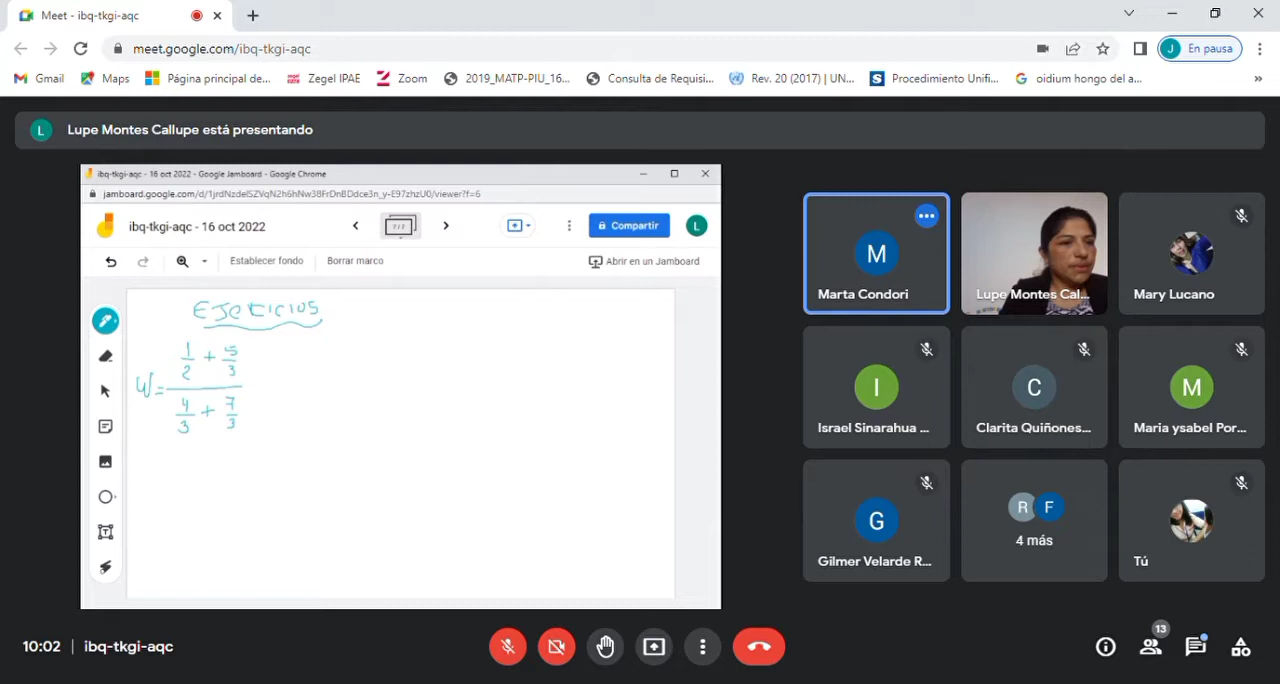 Meet - ibq-tkgi-aqc
meet.google.com/ibq-tkgi-aqc
J En pausa
Gmail Maps Página principal de... Zegel IPAE Zoom 2019_MATP-PIU_16... Consulta de Requisi... Rev. 20 (2017) | UN... Procedimiento Unifi... oidium hongo del a... »
L Lupe Montes Callupe está presentando
ibq-tkgi-aqc - 16 oct 2022 - Google Jamboard - Google Chrome
ibq-tkgi-aqc - 16 oct 2022
7 / 7
Compartir
L
Establecer fondo Borrar marco Abrir en un Jamboard
EJERCICIOS
1/2 + 5/3
W=
4/3 + 7/3
M
Marta Condori
Lupe Montes Cal...
Mary Lucano
I
Israel Sinarahua ...
C
Clarita Quiñones...
M
Maria ysabel Por...
G
Gilmer Velarde R...
R F
4 más
Tú
10:02 | ibq-tkgi-aqc
13